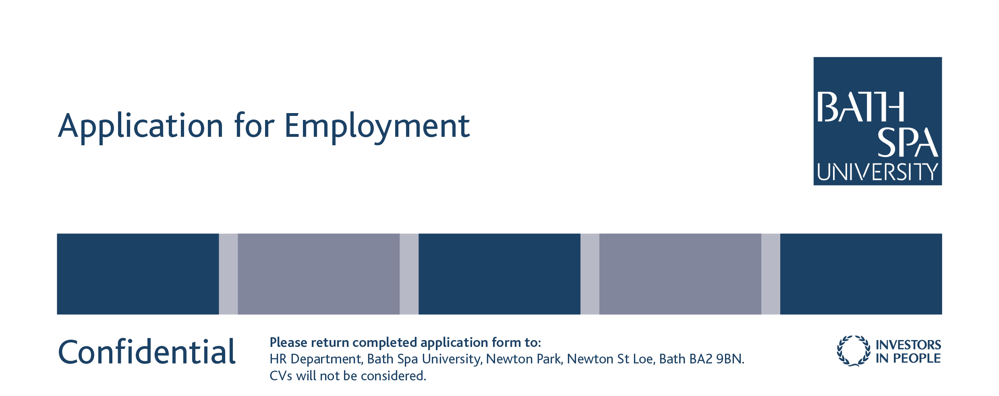 Application for Employment
BATH
SPA
UNIVERSITY
Confidential
Please return completed application form to:
HR Department, Bath Spa University, Newton Park, Newton St Loe, Bath BA2 9BN.
CVs will not be considered.
INVESTORS
IN PEOPLE